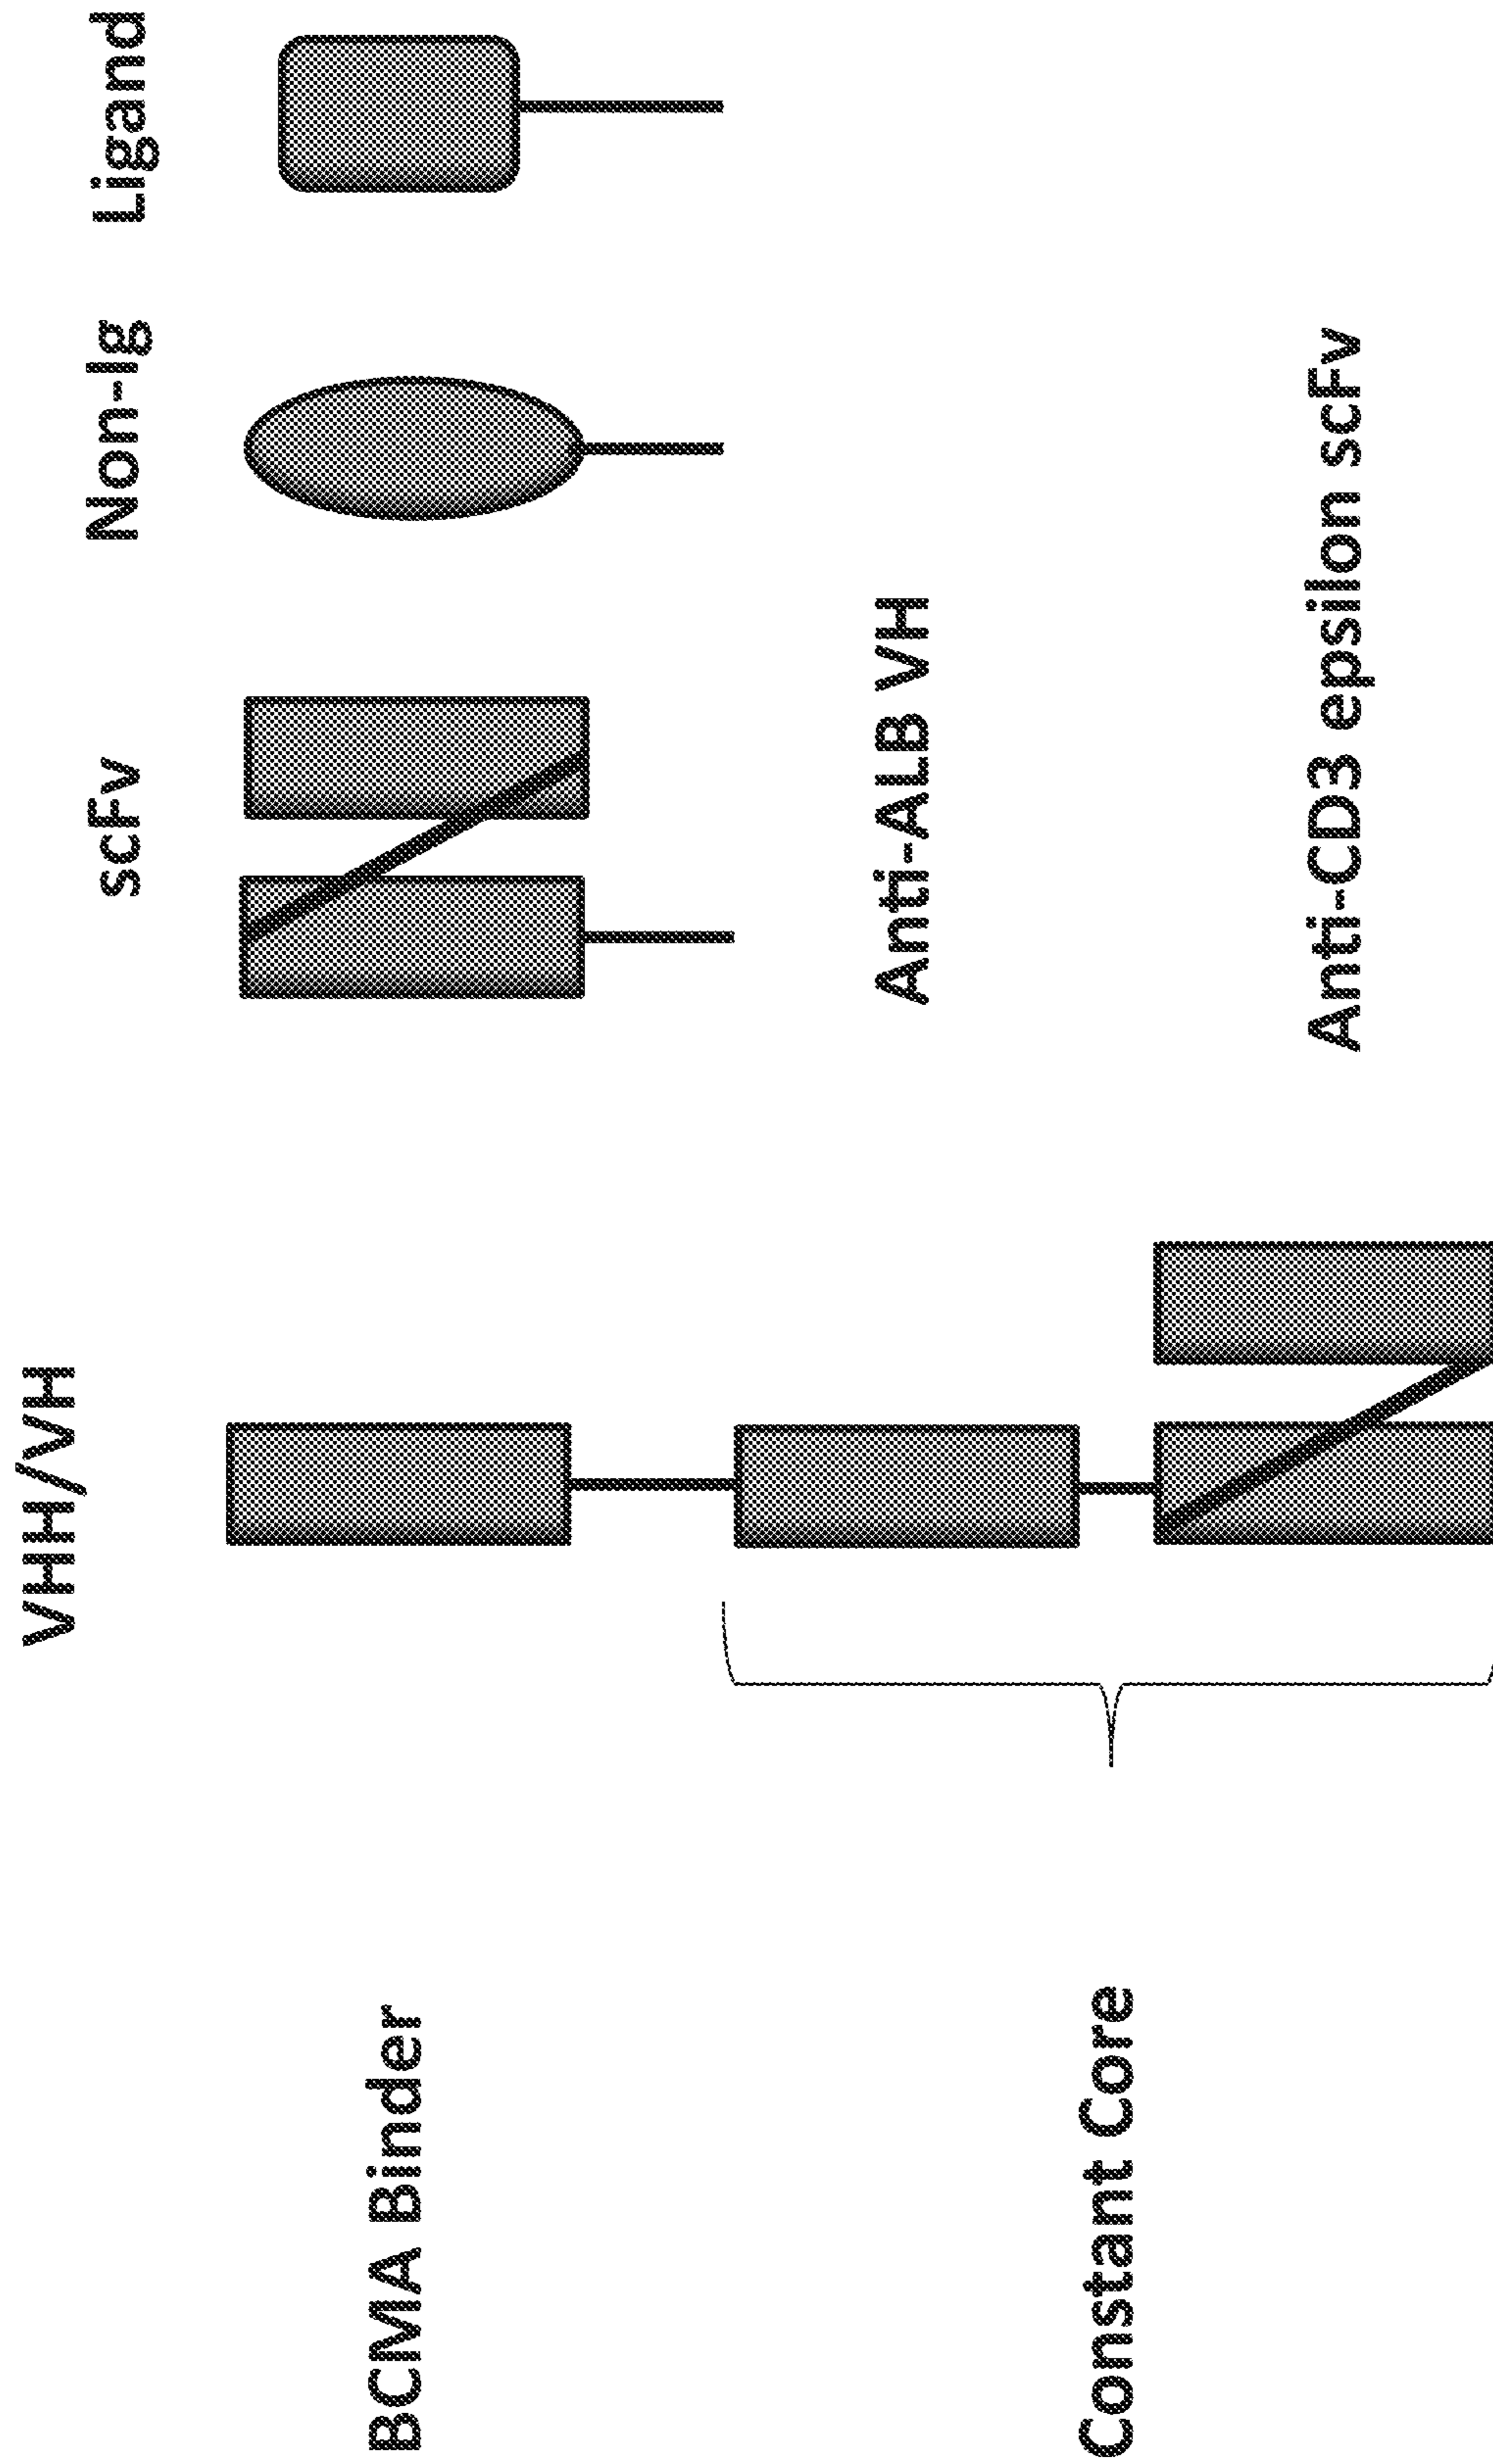 VHH/VH
scFv
Non-Ig
Ligand
BCMA Binder
Anti-ALB VH
Constant Core
Anti-CD3 epsilon scFv